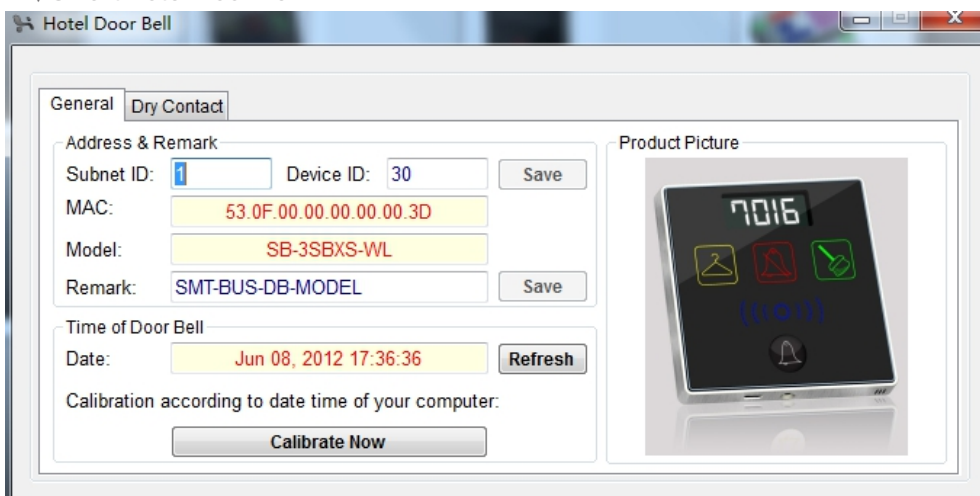 Hotel Door Bell
General Dry Contact
Address & Remark
Subnet ID: 1 Device ID: 30 Save
MAC: 53.0F.00.00.00.00.00.3D
Model: SB-3SBXS-WL
Remark: SMT-BUS-DB-MODEL Save
Time of Door Bell
Date: Jun 08, 2012 17:36:36 Refresh
Calibration according to date time of your computer:
Calibrate Now
Product Picture
7016